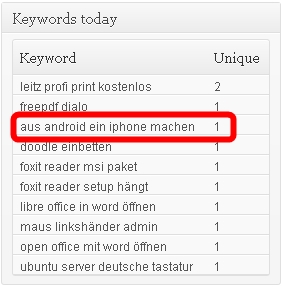 Keywords today
Keyword Unique
leitz profi print kostenlos 2
freepdf dialo 1
aus android ein iphone machen 1
doodle einbetten 1
foxit reader msi paket 1
foxit reader setup hängt 1
libre office in word öffnen 1
maus linkshänder admin 1
open office mit word öffnen 1
ubuntu server deutsche tastatur 1